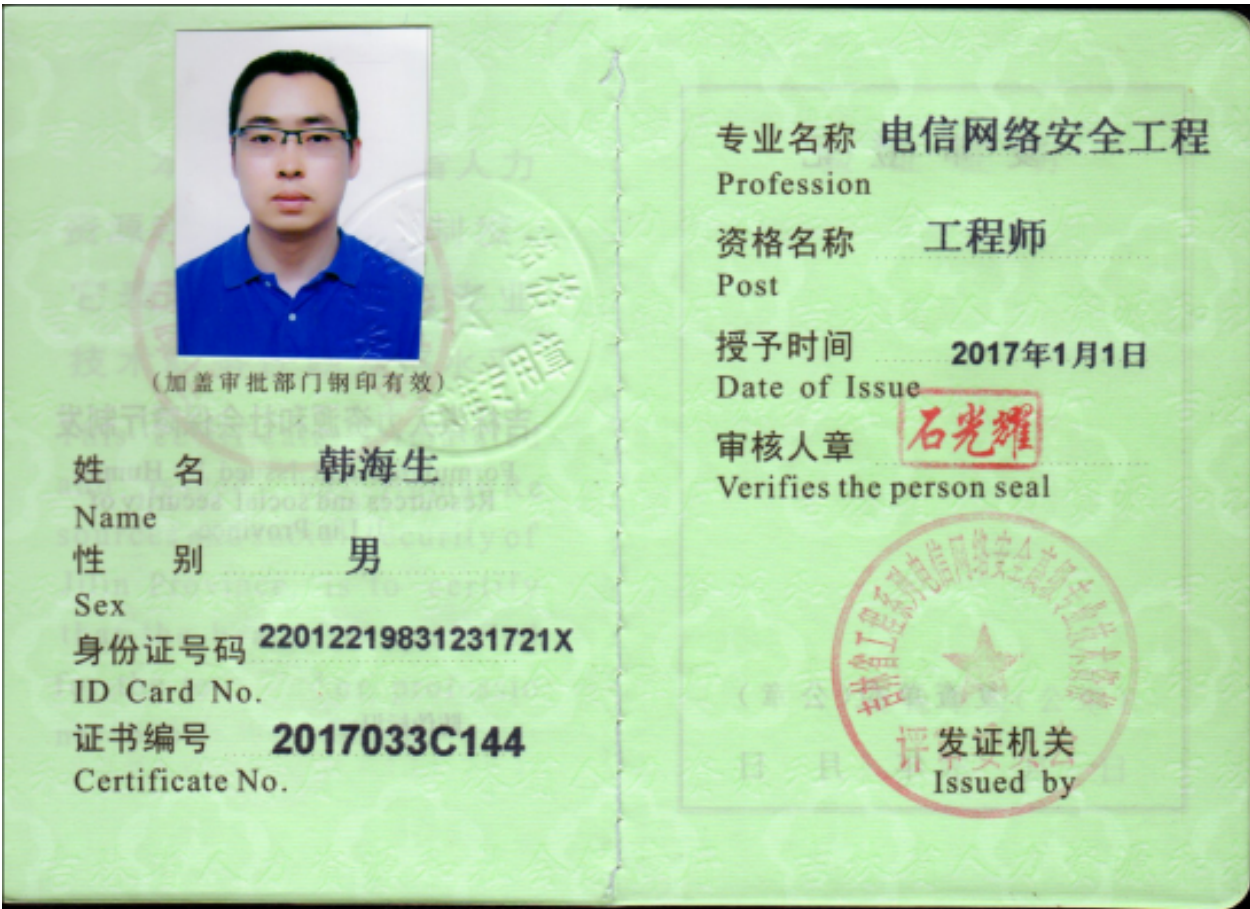 (加盖审批部门钢印有效)
姓 名 韩海生
Name
性 别 男
Sex
身份证号码 22012219831231721X
ID Card No.
证书编号 2017033C144
Certificate No.
专业名称 电信网络安全工程
Profession
资格名称 工程师
Post
授予时间 2017年1月1日
Date of Issue
审核人章 石光耀
Verifies the person seal
发证机关
Issued by